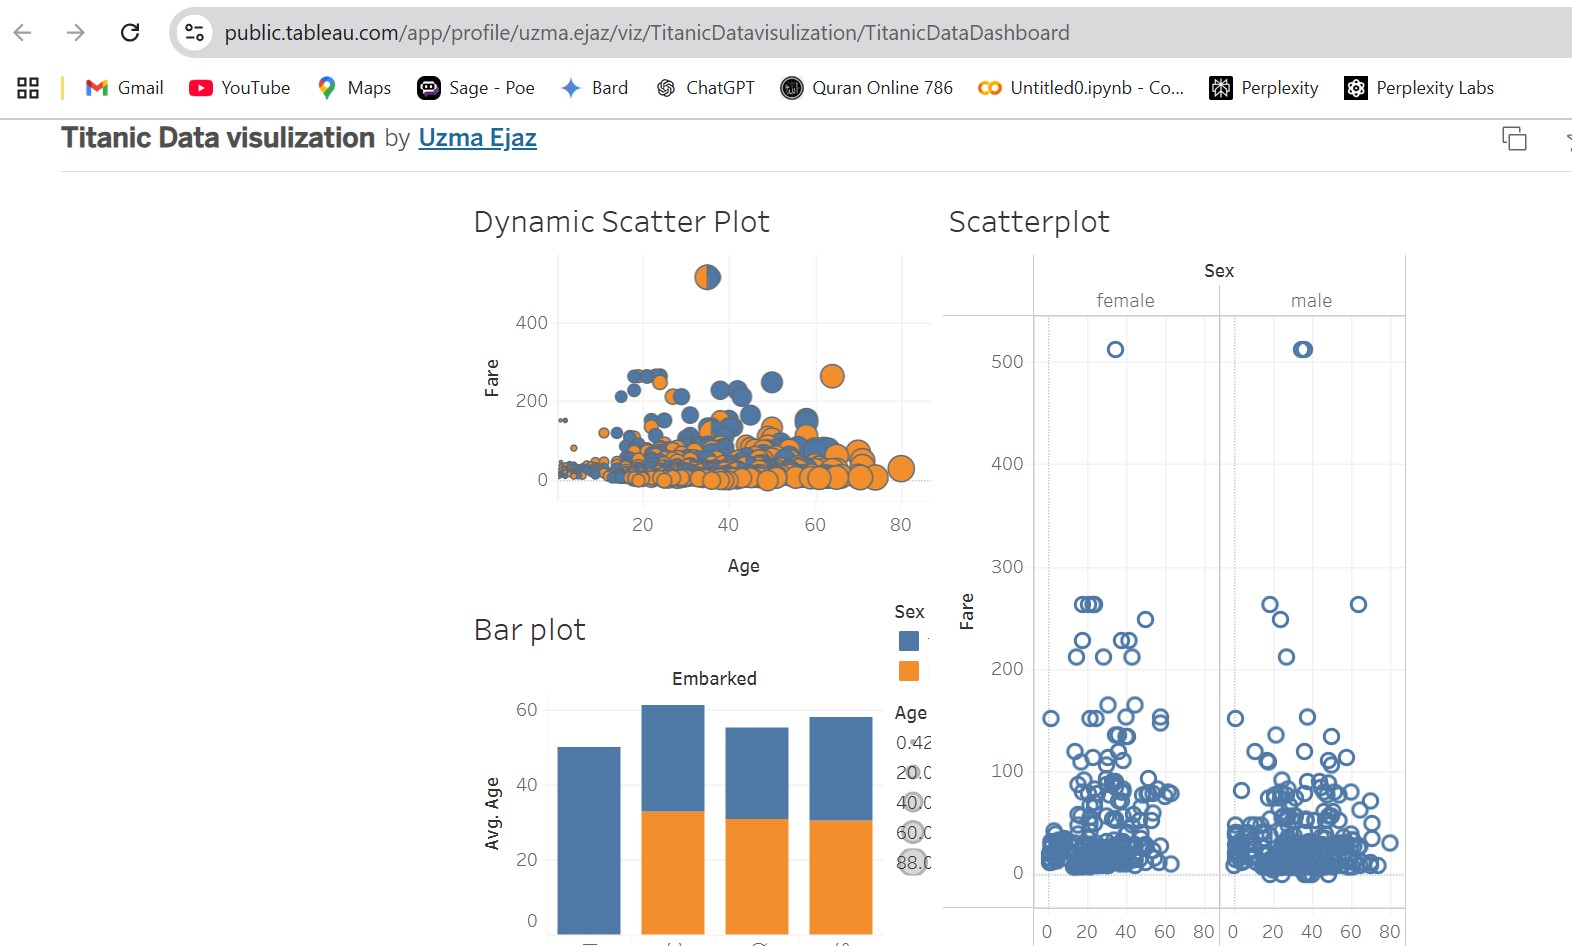 public.tableau.com/app/profile/uzma.ejaz/viz/TitanicDatavisulization/TitanicDataDashboard
Gmail YouTube Maps Sage - Poe Bard ChatGPT Quran Online 786 Untitled0.ipynb - Co... Perplexity Perplexity Labs
Titanic Data visulization by Uzma Ejaz
Dynamic Scatter Plot
Fare
400
200
0
20 40 60 80
Age
Scatterplot
Sex
female male
Fare
500
400
300
200
100
0
0 20 40 60 80 0 20 40 60 80
Bar plot
Embarked
Avg. Age
60
40
20
0
Sex
Age
0.42
20.0
40.0
60.0
88.0